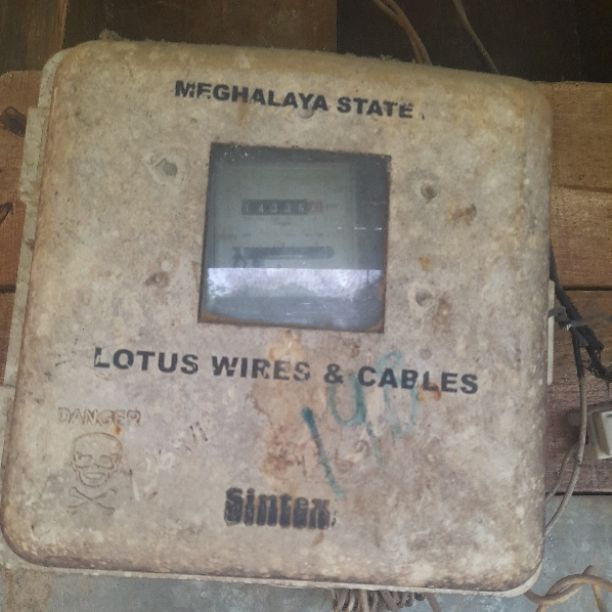 MEGHALAYA STATE
LOTUS WIRES & CABLES
DANGER
Sintex